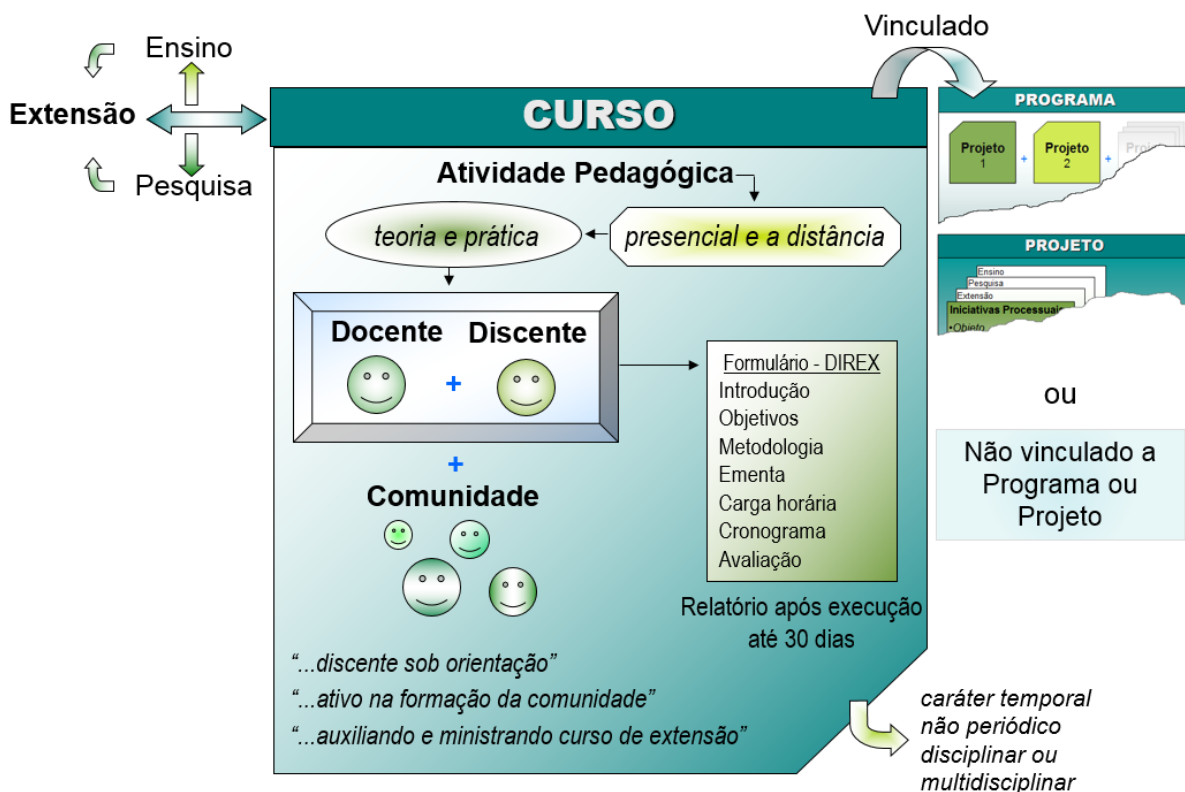 Vinculado
Ensino
Extensão
Pesquisa
CURSO
Atividade Pedagógica
teoria e prática
presencial e a distância
Docente + Discente
+
Comunidade
Formulário - DIREX
Introdução
Objetivos
Metodologia
Ementa
Carga horária
Cronograma
Avaliação
Relatório após execução
até 30 dias
“...discente sob orientação”
“...ativo na formação da comunidade”
“...auxiliando e ministrando curso de extensão”
PROGRAMA
Projeto
1
+
Projeto
2
+
PROJETO
Ensino
Pesquisa
Extensão
Iniciativas Processuais
•Objeto
ou
Não vinculado a
Programa ou
Projeto
caráter temporal
não periódico
disciplinar ou
multidisciplinar